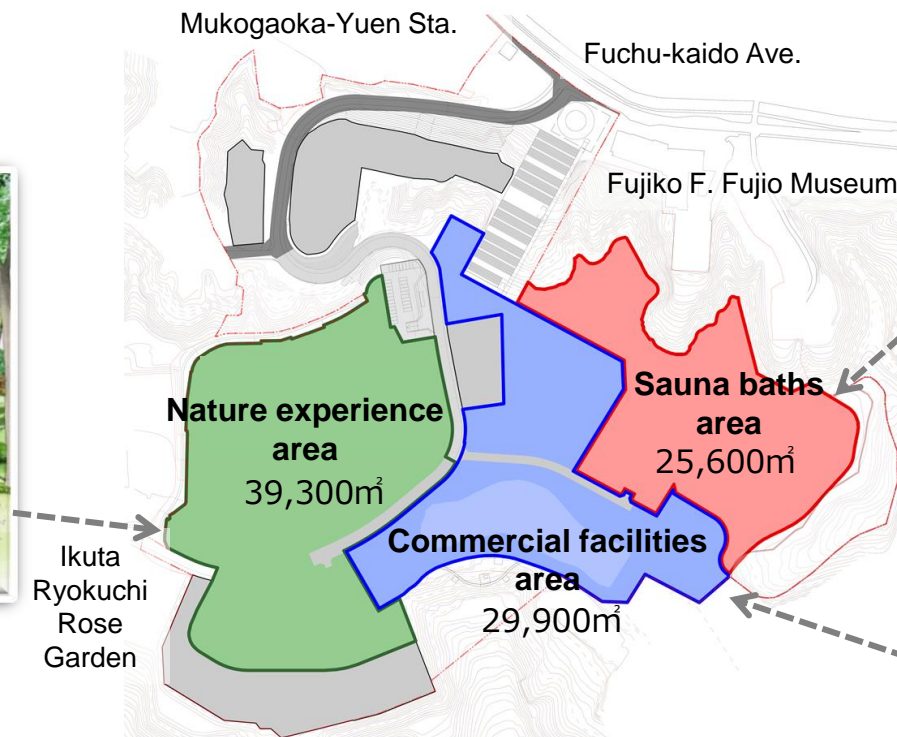 Mukogaoka-Yuen Sta.
Fuchu-kaido Ave.
Fujiko F. Fujio Museum
Nature experience
area
39,300㎡
Sauna baths
area
25,600㎡
Commercial facilities
area
29,900㎡
Ikuta
Ryokuchi
Rose
Garden